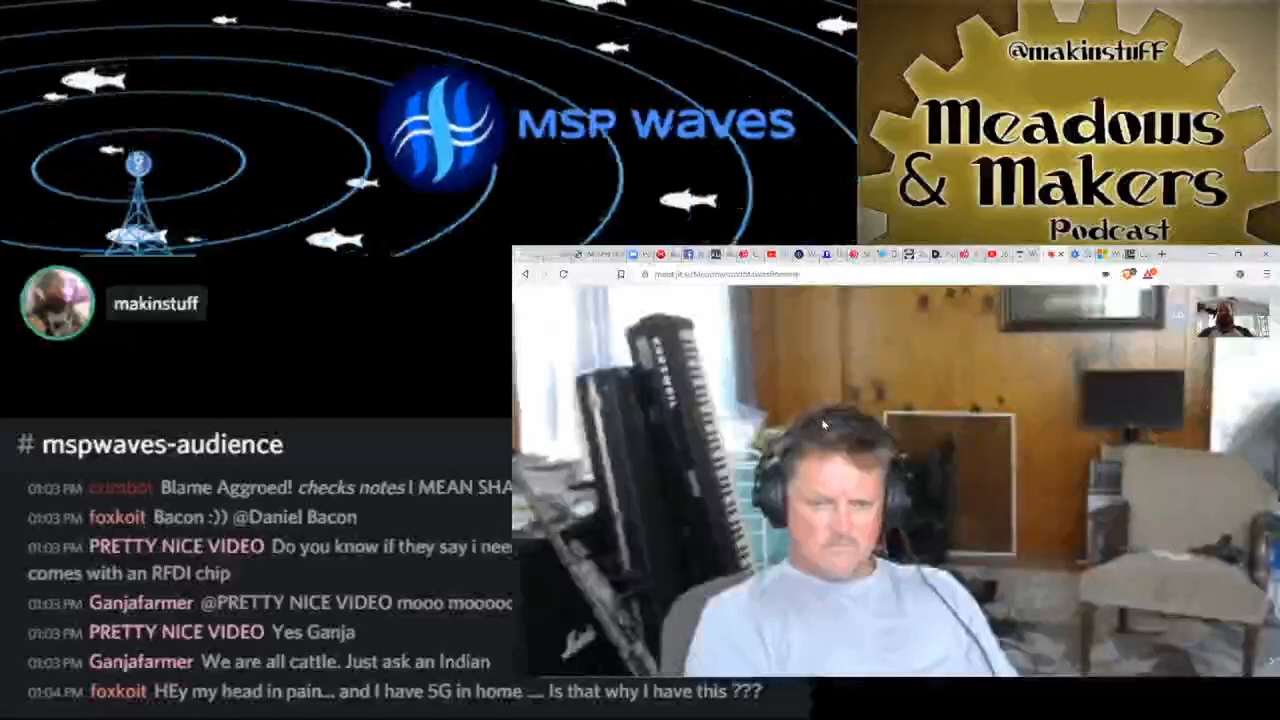 MSP WAVES
@makinstuff
Meadows
& Makers
Podcast
makinstuff
# mspwaves-audience
01:03 PM Blame Aggroed! checks notes I MEAN SHA
01:03 PM foxkoit Bacon :)) @Daniel Bacon
01:03 PM PRETTY NICE VIDEO Do you know if they say i nee
comes with an RFDI chip
01:03 PM Ganjafarmer @PRETTY NICE VIDEO mooo mooooo
01:03 PM PRETTY NICE VIDEO Yes Ganja
01:03 PM Ganjafarmer We are all cattle. Just ask an Indian
01:04 PM foxkoit HEy my head in pain... and I have 5G in home .... Is that why I have this ???